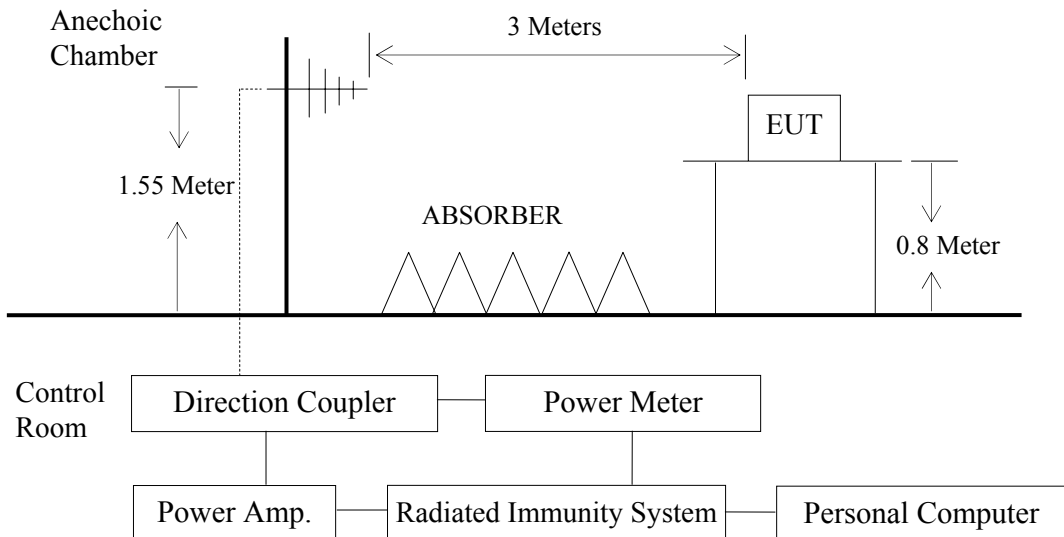 Anechoic
Chamber
3 Meters
EUT
1.55 Meter
ABSORBER
0.8 Meter
Control
Room
Direction Coupler
Power Meter
Power Amp.
Radiated Immunity System
Personal Computer